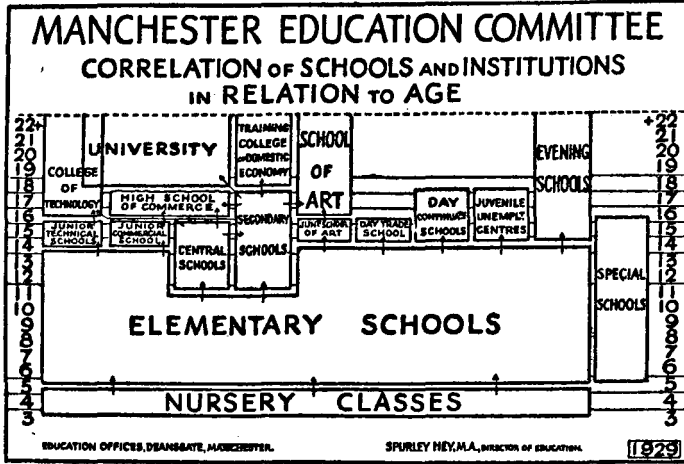 MANCHESTER EDUCATION COMMITTEE
CORRELATION OF SCHOOLS AND INSTITUTIONS
IN RELATION TO AGE
22+
21
20
19
18
17
16
15
14
13
12
11
10
9
8
7
6
5
4
3
UNIVERSITY
COLLEGE
OF
TECHNOLOGY
TRAINING
COLLEGE
OF DOMESTIC
ECONOMY
SCHOOL
OF
ART
EVENING
SCHOOLS
HIGH SCHOOL
OF COMMERCE
SECONDARY
SCHOOLS
DAY
CONTINUATION
SCHOOLS
JUVENILE
UNEMPLT.
CENTRES
JUNIOR
TECHNICAL
SCHOOLS
JUNIOR
COMMERCIAL
SCHOOL
CENTRAL
SCHOOLS
JUNR SCHOOL
OF ART
DAY TRADE
SCHOOL
SPECIAL
SCHOOLS
ELEMENTARY SCHOOLS
NURSERY CLASSES
+22
21
20
19
18
17
16
15
14
13
12
11
10
9
8
7
6
5
4
3
EDUCATION OFFICES, DEANSGATE, MANCHESTER.
SPURLEY HEY, M.A., DIRECTOR OF EDUCATION.
1929